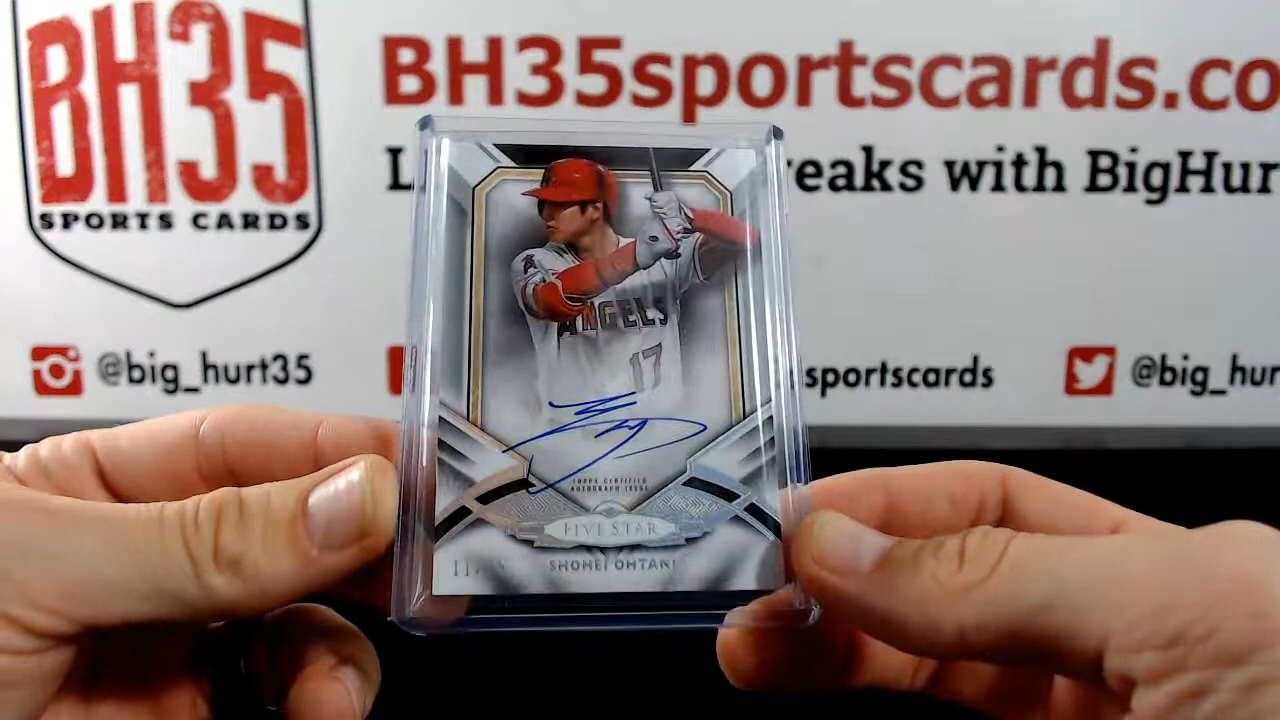 BH35
SPORTS CARDS
BH35sportscards.co
L reaks with BigHur
@big_hurt35
sportscards
@big_hur
ANGELS
17
TOPPS CERTIFIED
AUTOGRAPH ISSUE
FIVE STAR
SHOHEI OHTANI